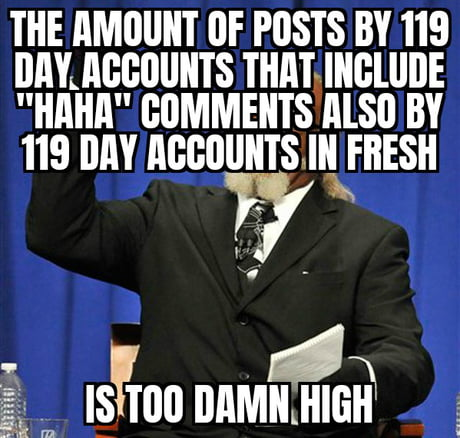 THE AMOUNT OF POSTS BY 119
DAY ACCOUNTS THAT INCLUDE
"HAHA" COMMENTS ALSO BY
119 DAY ACCOUNTS IN FRESH
IS TOO DAMN HIGH